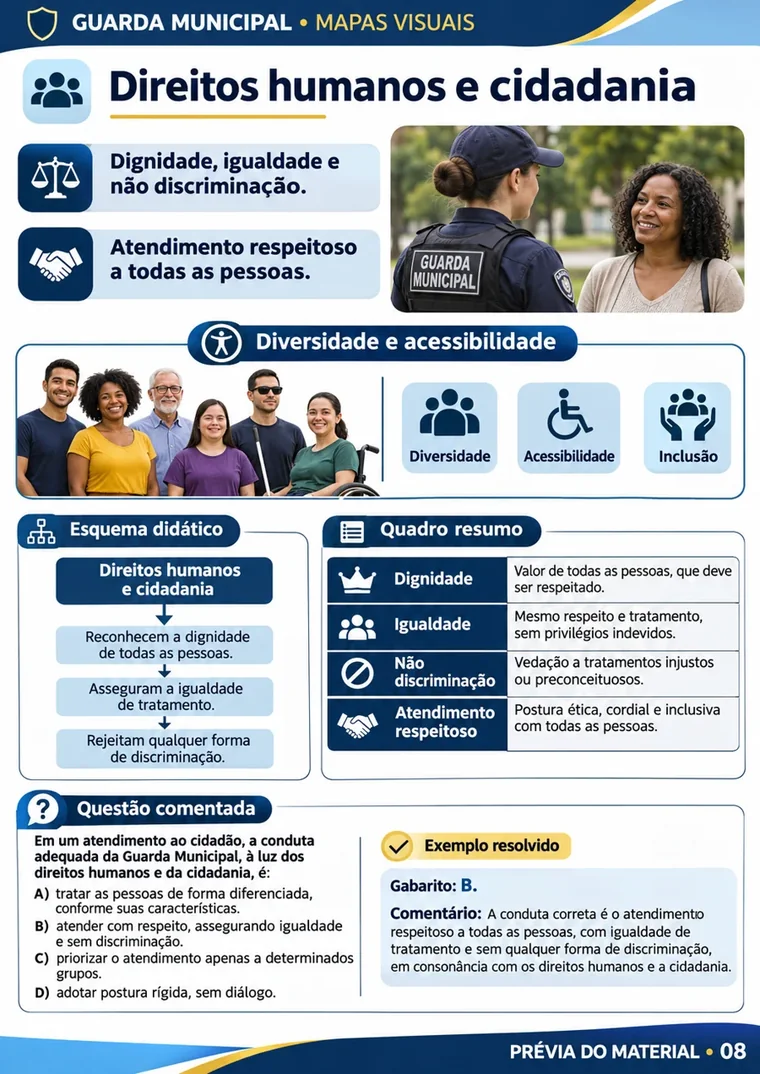 GUARDA MUNICIPAL • MAPAS VISUAIS
Direitos humanos e cidadania
Dignidade, igualdade e
não discriminação.
Atendimento respeitoso
a todas as pessoas.
GUARDA
MUNICIPAL
Diversidade e acessibilidade
Diversidade
Acessibilidade
Inclusão
Esquema didático
Direitos humanos
e cidadania
Reconhecem a dignidade
de todas as pessoas.
Asseguram a igualdade
de tratamento.
Rejeitam qualquer forma
de discriminação.
Quadro resumo
Dignidade
Valor de todas as pessoas, que deve
ser respeitado.
Igualdade
Mesmo respeito e tratamento,
sem privilégios indevidos.
Não
discriminação
Vedação a tratamentos injustos
ou preconceituosos.
Atendimento
respeitoso
Postura ética, cordial e inclusiva
com todas as pessoas.
Questão comentada
Em um atendimento ao cidadão, a conduta
adequada da Guarda Municipal, à luz dos
direitos humanos e da cidadania, é:
A) tratar as pessoas de forma diferenciada,
conforme suas características.
B) atender com respeito, assegurando igualdade
e sem discriminação.
C) priorizar o atendimento apenas a determinados
grupos.
D) adotar postura rígida, sem diálogo.
Exemplo resolvido
Gabarito: B.
Comentário: A conduta correta é o atendimento
respeitoso a todas as pessoas, com igualdade de
tratamento e sem qualquer forma de discriminação,
em consonância com os direitos humanos e a cidadania.
PRÉVIA DO MATERIAL • 08